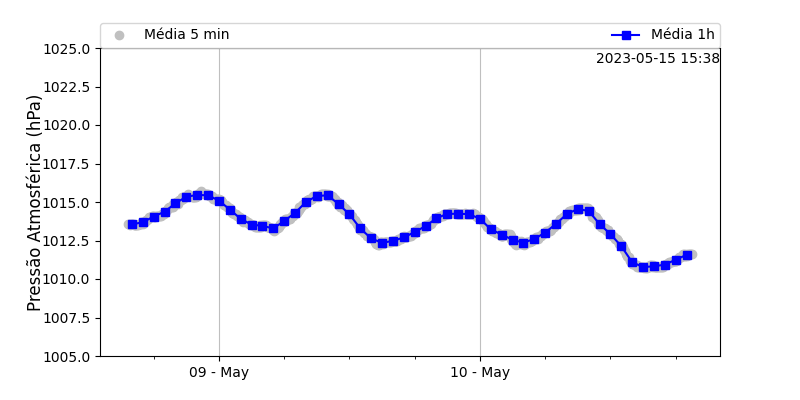 Média 5 min
Média 1h
2023-05-15 15:38
Pressão Atmosférica (hPa)
1025.0
1022.5
1020.0
1017.5
1015.0
1012.5
1010.0
1007.5
1005.0
09 - May
10 - May